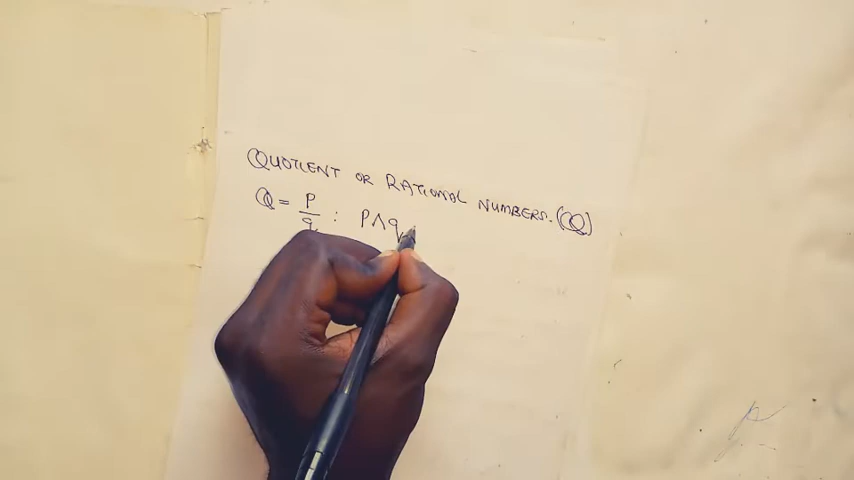 QUOTIENT OR RATIONAL NUMBERS. (ℚ)
ℚ = P/q : P∧q